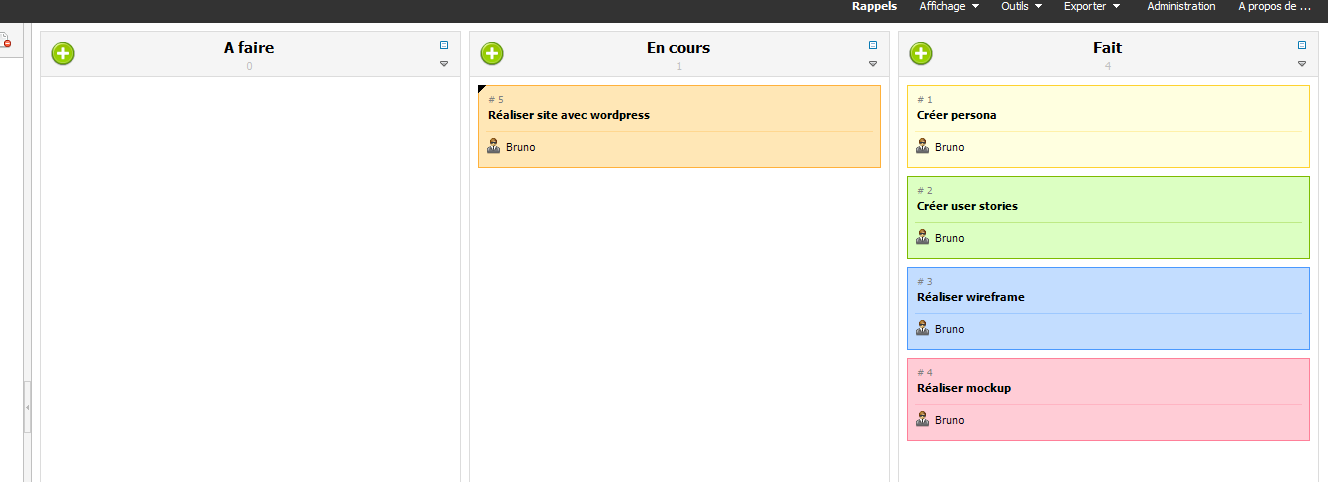 Rappels Affichage Outils Exporter Administration A propos de ...
A faire
0
En cours
1
# 5
Réaliser site avec wordpress
Bruno
Fait
4
# 1
Créer persona
Bruno
# 2
Créer user stories
Bruno
# 3
Réaliser wireframe
Bruno
# 4
Réaliser mockup
Bruno